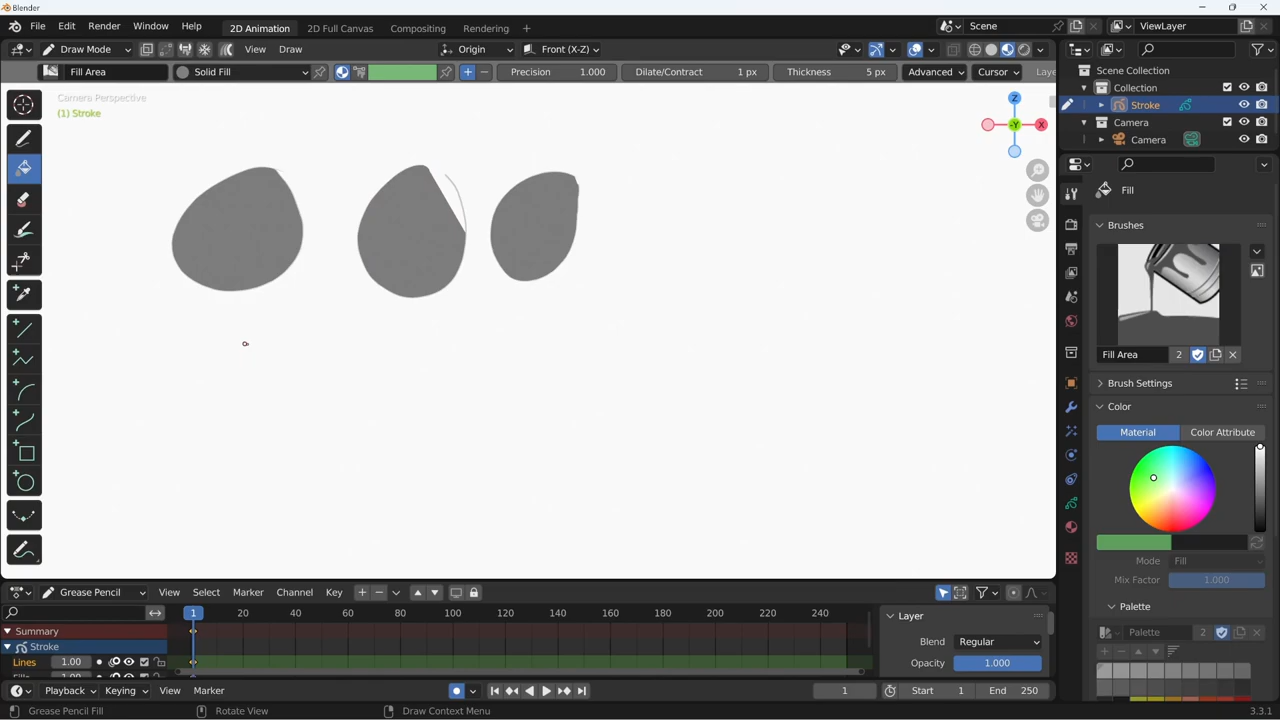 Blender
File Edit Render Window Help 2D Animation 2D Full Canvas Compositing Rendering + Scene ViewLayer
Draw Mode View Draw Origin Front (X-Z)
Fill Area Solid Fill Precision 1.000 Dilate/Contract 1 px Thickness 5 px Advanced Cursor Laye
Camera Perspective
(1) Stroke
Z
-Y
X
Scene Collection
Collection
Stroke
Camera
Camera
Fill
Brushes
Fill Area 2
Brush Settings
Color
Material Color Attribute
Mode Fill
Mix Factor 1.000
Palette
Palette 2
Grease Pencil View Select Marker Channel Key
1 20 40 60 80 100 120 140 160 180 200 220 240
Summary
Stroke
Lines 1.00
Layer
Blend Regular
Opacity 1.000
Playback Keying View Marker 1 Start 1 End 250
Grease Pencil Fill Rotate View Draw Context Menu 3.3.1